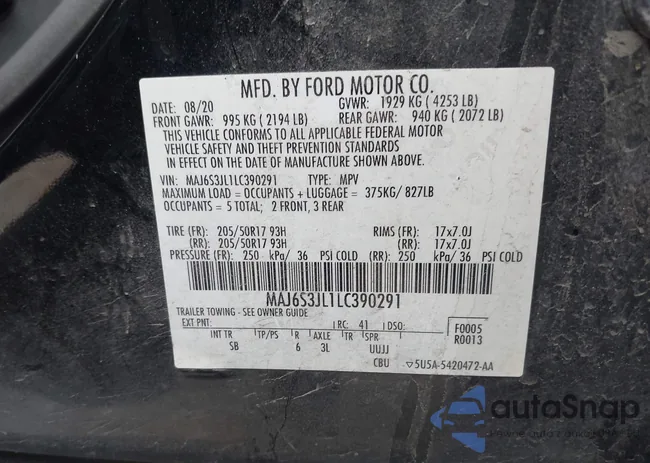 MFD. BY FORD MOTOR CO.
DATE: 08/20 GVWR: 1929 KG ( 4253 LB)
FRONT GAWR: 995 KG ( 2194 LB) REAR GAWR: 940 KG ( 2072 LB)
THIS VEHICLE CONFORMS TO ALL APPLICABLE FEDERAL MOTOR
VEHICLE SAFETY AND THEFT PREVENTION STANDARDS
IN EFFECT ON THE DATE OF MANUFACTURE SHOWN ABOVE.
VIN: MAJ6S3JL1LC390291 TYPE: MPV
MAXIMUM LOAD = OCCUPANTS + LUGGAGE = 375KG/ 827LB
OCCUPANTS = 5 TOTAL; 2 FRONT, 3 REAR
TIRE (FR): 205/50R17 93H RIMS (FR): 17x7.0J
(RR): 205/50R17 93H (RR): 17x7.0J
PRESSURE (FR): 250 kPa/ 36 PSI COLD (RR): 250 kPa/ 36 PSI COLD
MAJ6S3JL1LC390291
TRAILER TOWING - SEE OWNER GUIDE
EXT PNT: RC: 41 DSO: F0005
R0013
INT TR TP/PS R AXLE TR SPR
SB 6 3L UUJJ
CBU ▽5U5A-5420472-AA
autoSnap